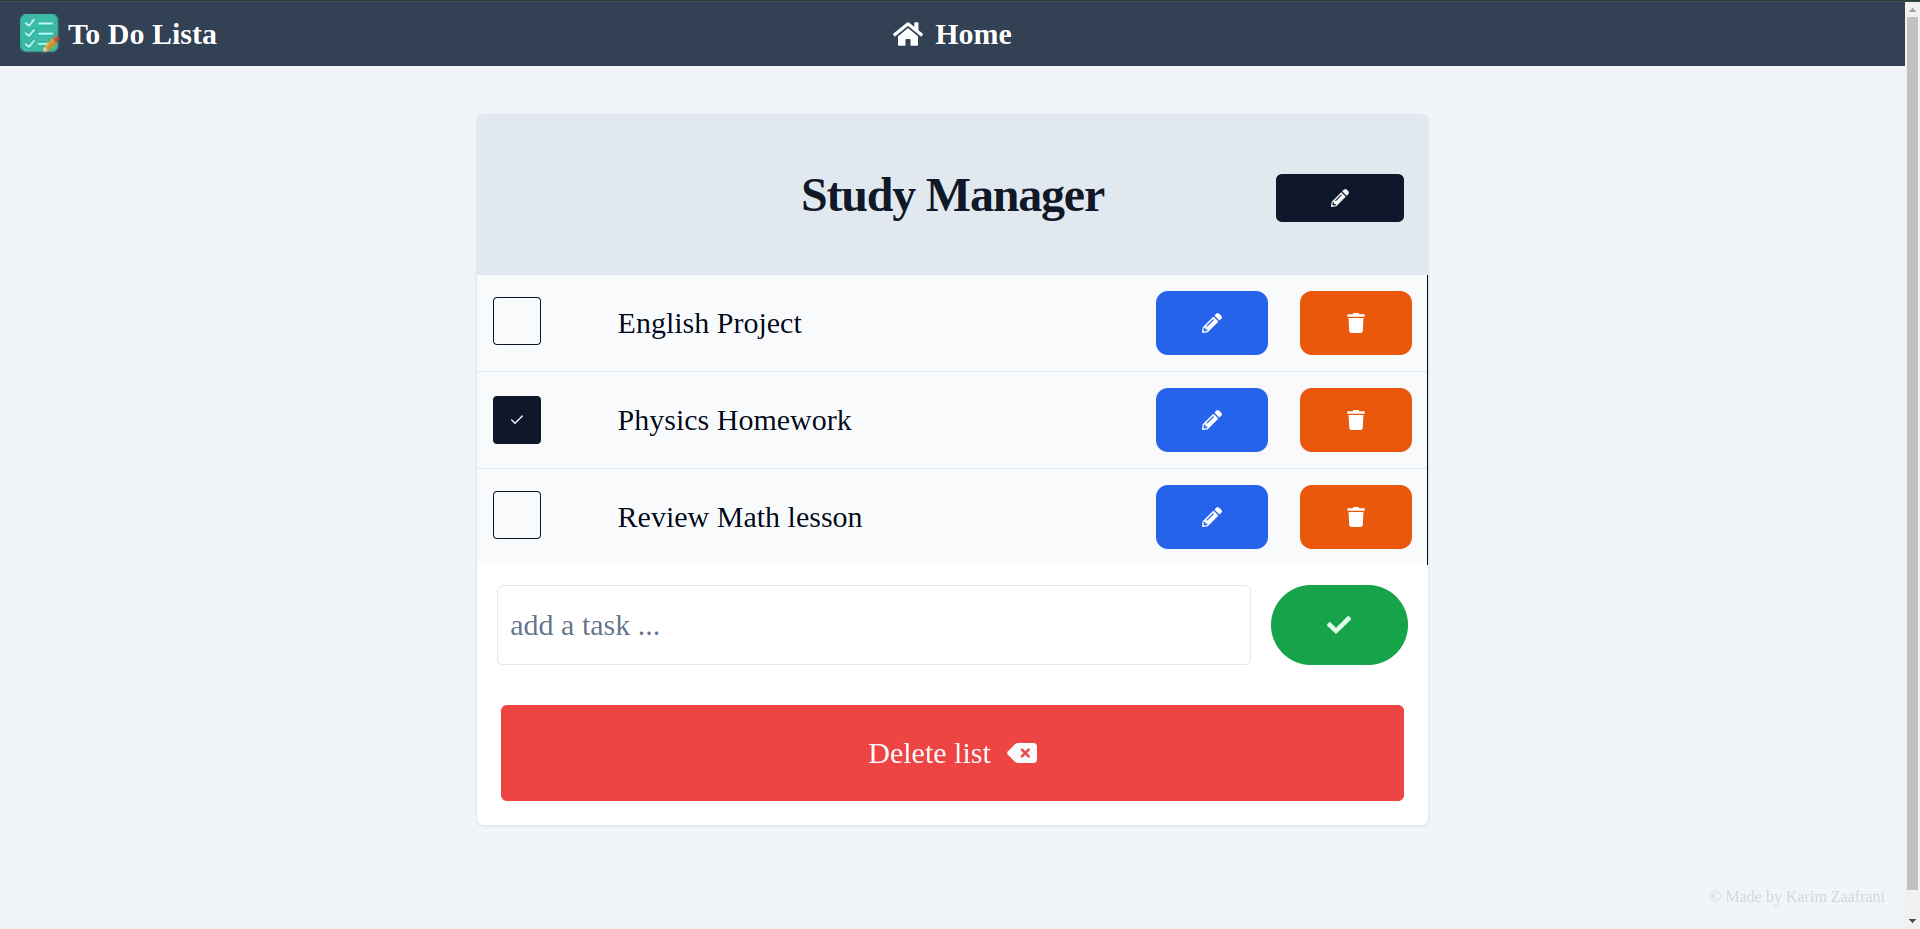 To Do Lista
Home
Study Manager
English Project
Physics Homework
Review Math lesson
add a task ...
Delete list
© Made by Karim Zaafrani